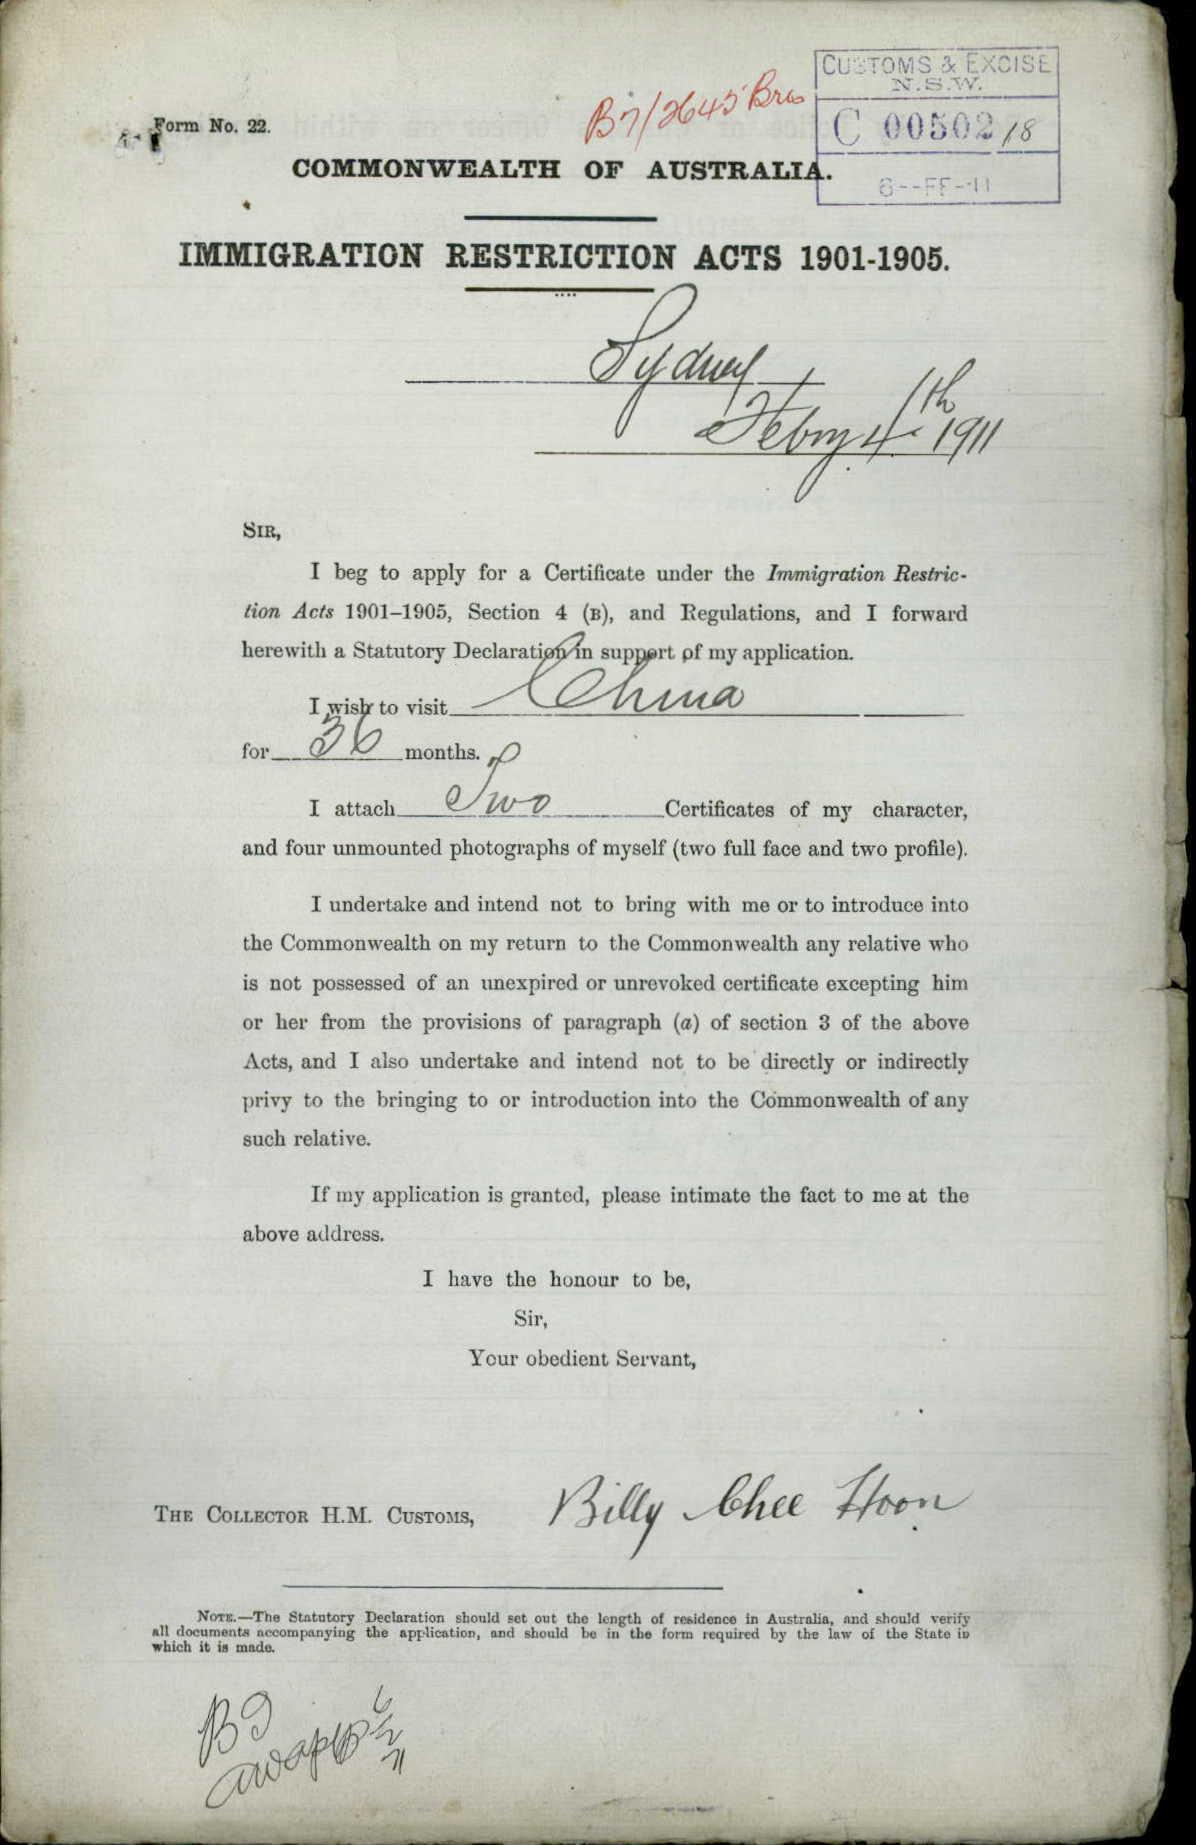 Form No. 22.
B7/2645 Bres
CUSTOMS & EXCISE
N.S.W.
C 00502/18
6--FE-11
COMMONWEALTH OF AUSTRALIA.
IMMIGRATION RESTRICTION ACTS 1901-1905.
Sydney
Febry 4th 1911
SIR,
I beg to apply for a Certificate under the Immigration Restric-
tion Acts 1901–1905, Section 4 (B), and Regulations, and I forward
herewith a Statutory Declaration in support of my application.
I wish to visit China
for 36 months.
I attach Two Certificates of my character,
and four unmounted photographs of myself (two full face and two profile).
I undertake and intend not to bring with me or to introduce into
the Commonwealth on my return to the Commonwealth any relative who
is not possessed of an unexpired or unrevoked certificate excepting him
or her from the provisions of paragraph (a) of section 3 of the above
Acts, and I also undertake and intend not to be directly or indirectly
privy to the bringing to or introduction into the Commonwealth of any
such relative.
If my application is granted, please intimate the fact to me at the
above address.
I have the honour to be,
Sir,
Your obedient Servant,
Billy Chee Hoon
THE COLLECTOR H.M. CUSTOMS,
NOTE.—The Statutory Declaration should set out the length of residence in Australia, and should verify
all documents accompanying the application, and should be in the form required by the law of the State in
which it is made.